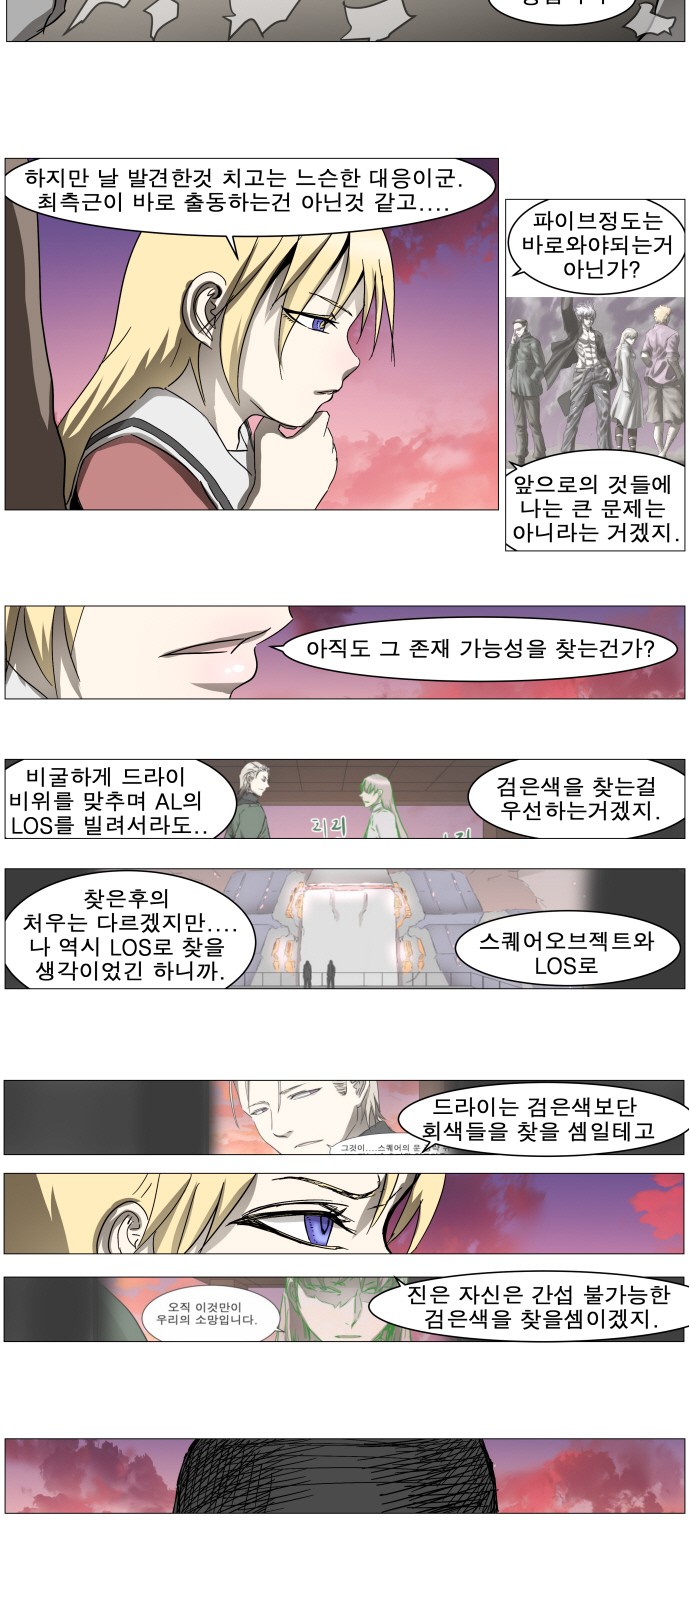 하지만 날 발견한것 치고는 느슨한 대응이군.
최측근이 바로 출동하는건 아닌것 같고....
파이브정도는
바로와야되는거
아닌가?
앞으로의 것들에
나는 큰 문제는
아니라는 거겠지.
아직도 그 존재 가능성을 찾는건가?
비굴하게 드라이
비위를 맞추며 AL의
LOS를 빌려서라도..
삐리
검은색을 찾는걸
우선하는거겠지.
찾은후의
처우는 다르겠지만....
나 역시 LOS로 찾을
생각이었긴 하니까.
스퀘어오브젝트와
LOS로
드라이는 검은색보단
회색들을 찾을 셈일테고
그것이....스퀘어의 문
오직 이것만이
우리의 소망입니다.
진은 자신은 간섭 불가능한
검은색을 찾을셈이겠지.